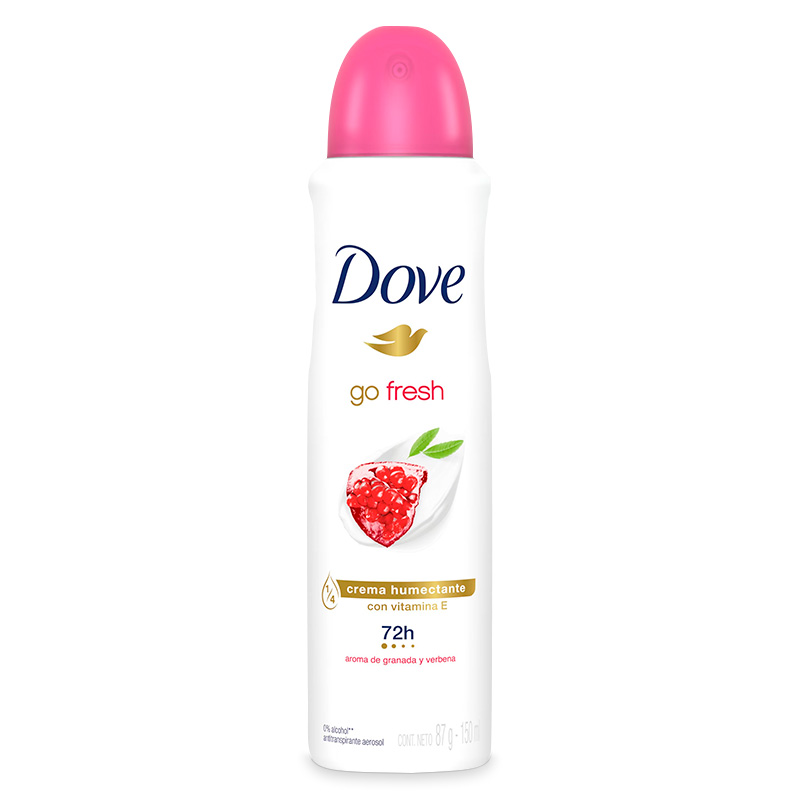 Dove
go fresh
1/4
crema humectante
con vitamina E
72h
aroma de granada y verbena
0% alcohol**
antitranspirante aerosol
CONT. NETO 87 g - 150 ml